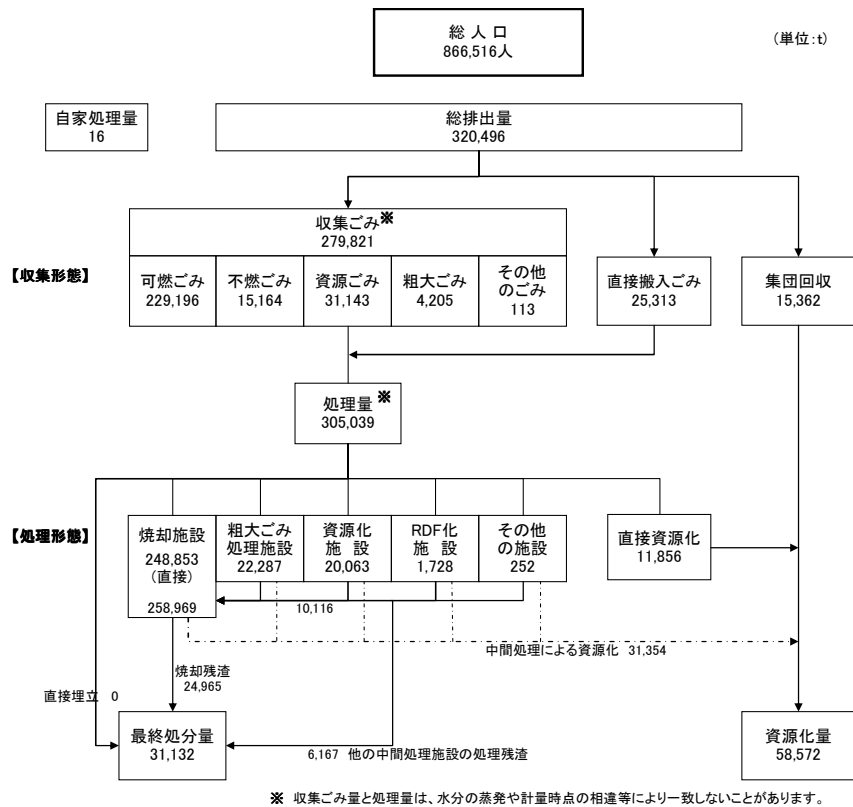 総 人 口
866,516人
（単位：t）
自家処理量
16
総排出量
320,496
収集ごみ※
279,821
【収集形態】
可燃ごみ
229,196
不燃ごみ
15,164
資源ごみ
31,143
粗大ごみ
4,205
その他
のごみ
113
直接搬入ごみ
25,313
集団回収
15,362
処理量※
305,039
【処理形態】
焼却施設
248,853
（直接）
258,969
粗大ごみ
処理施設
22,287
資源化
施 設
20,063
RDF化
施 設
1,728
その他
の施設
252
直接資源化
11,856
10,116
中間処理による資源化 31,354
焼却残渣
24,965
直接埋立 0
最終処分量
31,132
6,167 他の中間処理施設の処理残渣
資源化量
58,572
※ 収集ごみ量と処理量は、水分の蒸発や計量時点の相違等により一致しないことがあります。